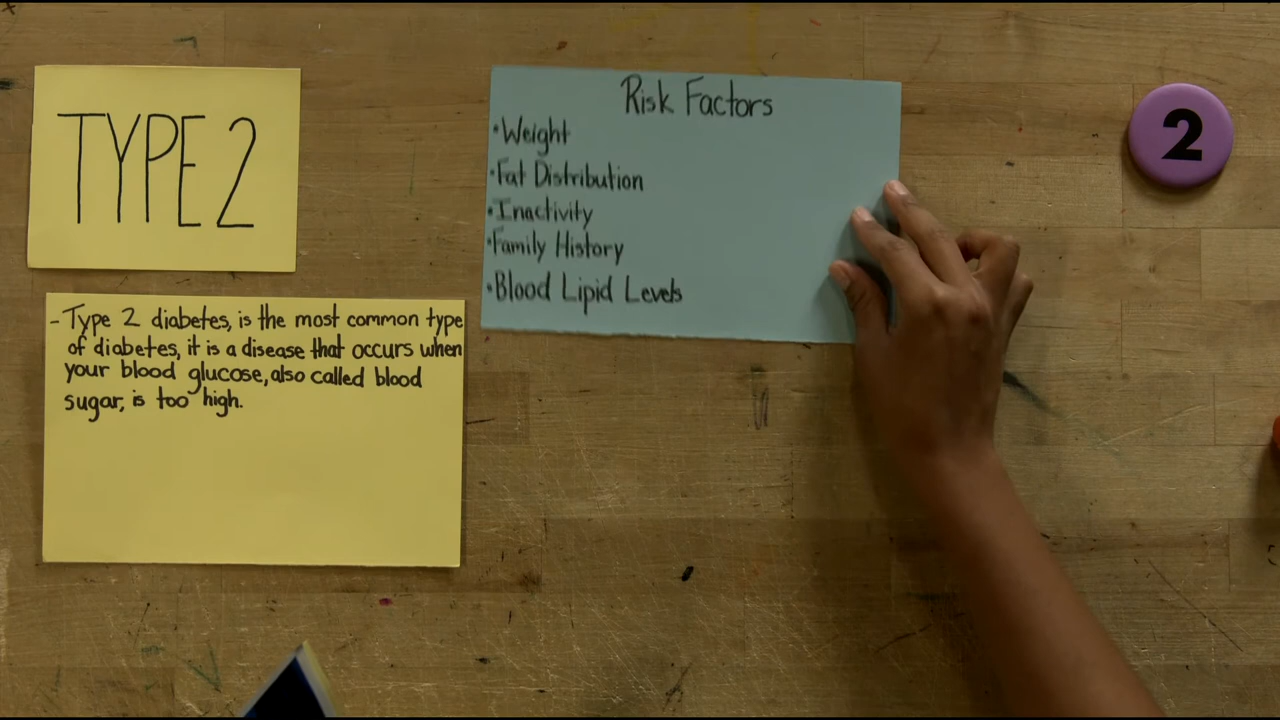 TYPE 2
- Type 2 diabetes, is the most common type
of diabetes, it is a disease that occurs when
your blood glucose, also called blood
sugar, is too high.
Risk Factors
•Weight
•Fat Distribution
•Inactivity
•Family History
•Blood Lipid Levels
2